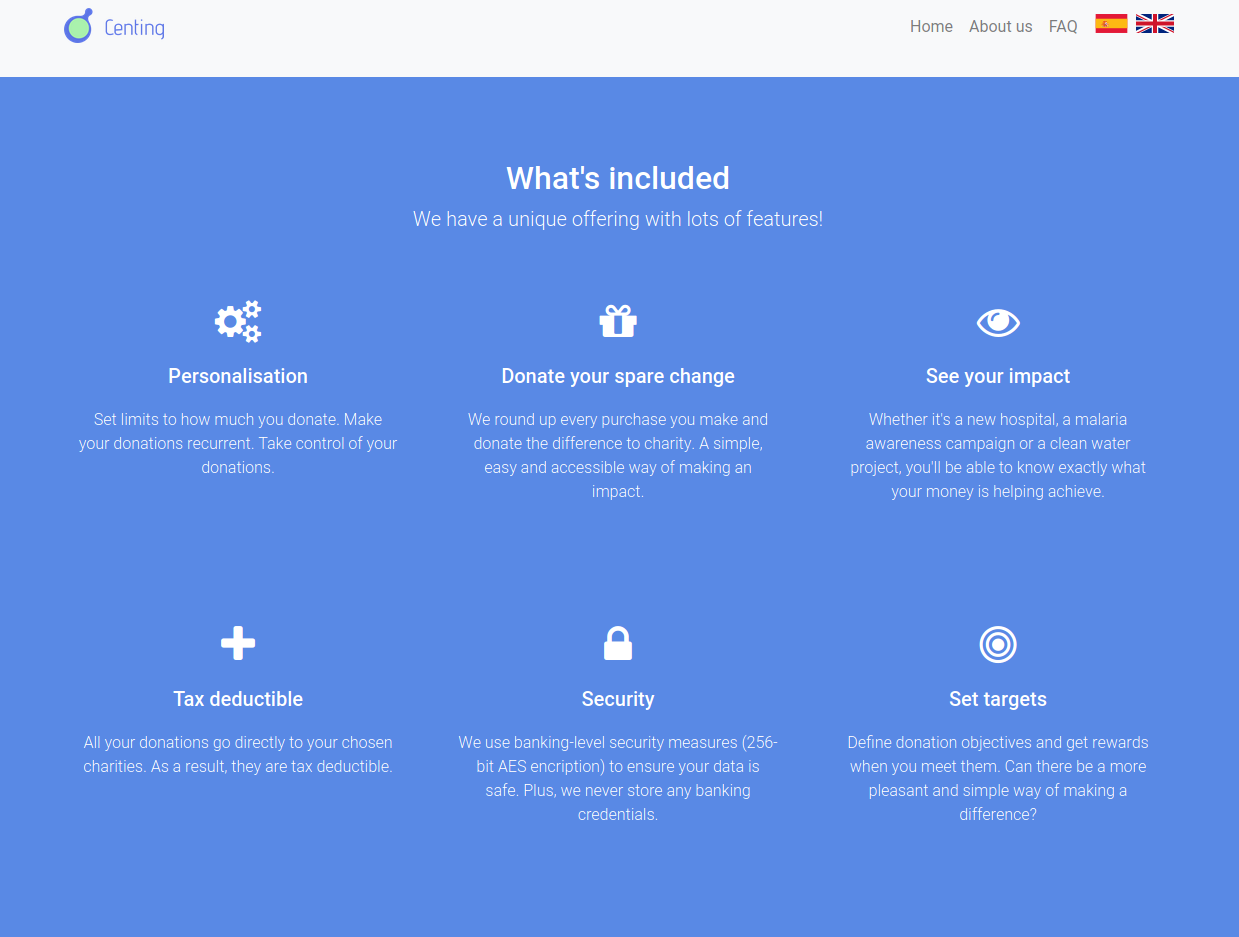 Centing
Home About us FAQ
What's included
We have a unique offering with lots of features!
Personalisation
Set limits to how much you donate. Make
your donations recurrent. Take control of your
donations.
Donate your spare change
We round up every purchase you make and
donate the difference to charity. A simple,
easy and accessible way of making an
impact.
See your impact
Whether it's a new hospital, a malaria
awareness campaign or a clean water
project, you'll be able to know exactly what
your money is helping achieve.
Tax deductible
All your donations go directly to your chosen
charities. As a result, they are tax deductible.
Security
We use banking-level security measures (256-
bit AES encription) to ensure your data is
safe. Plus, we never store any banking
credentials.
Set targets
Define donation objectives and get rewards
when you meet them. Can there be a more
pleasant and simple way of making a
difference?